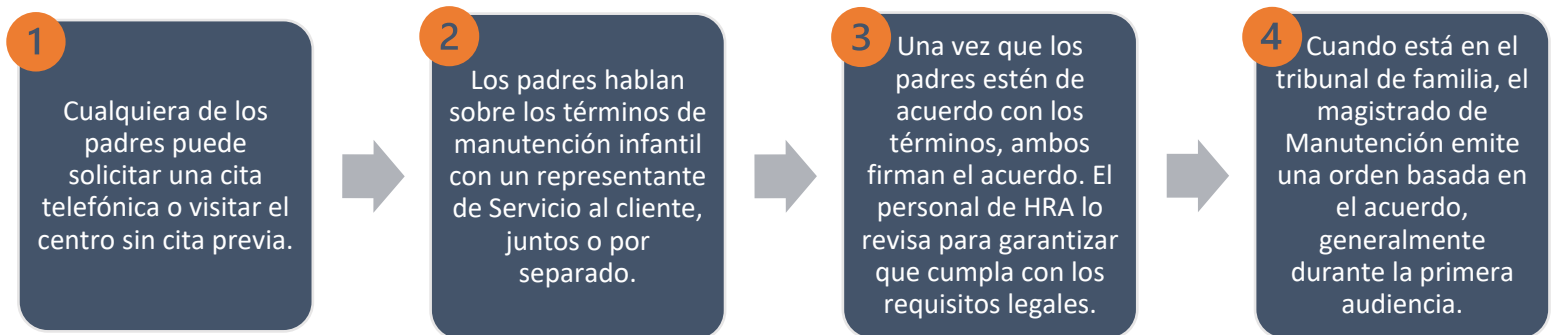 1
Cualquiera de los
padres puede
solicitar una cita
telefónica o visitar el
centro sin cita previa.
2
Los padres hablan
sobre los términos de
manutención infantil
con un representante
de Servicio al cliente,
juntos o por
separado.
3
Una vez que los
padres estén de
acuerdo con los
términos, ambos
firman el acuerdo. El
personal de HRA lo
revisa para garantizar
que cumpla con los
requisitos legales.
4
Cuando está en el
tribunal de familia, el
magistrado de
Manutención emite
una orden basada en
el acuerdo,
generalmente
durante la primera
audiencia.